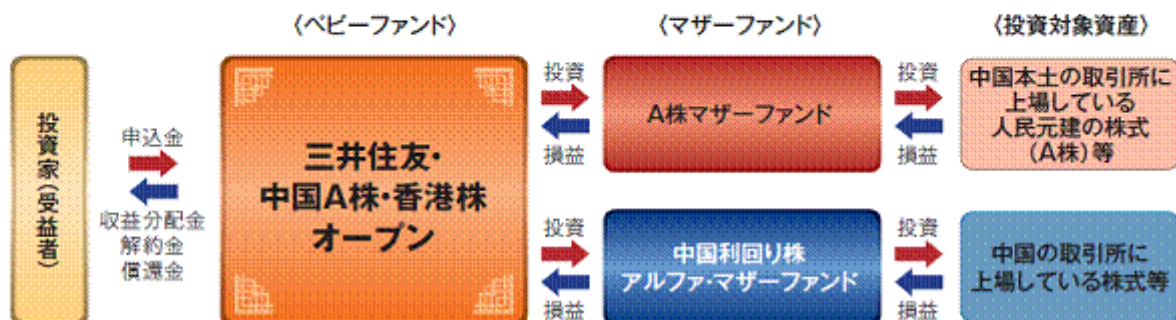 〈ベビーファンド〉
〈マザーファンド〉
〈投資対象資産〉
投資家(受益者)
申込金
収益分配金
解約金
償還金
三井住友・
中国A株・香港株
オープン
投資
損益
A株マザーファンド
投資
損益
中国本土の取引所に
上場している
人民元建の株式
(A株)等
投資
損益
中国利回り株
アルファ・マザーファンド
投資
損益
中国の取引所に
上場している株式等